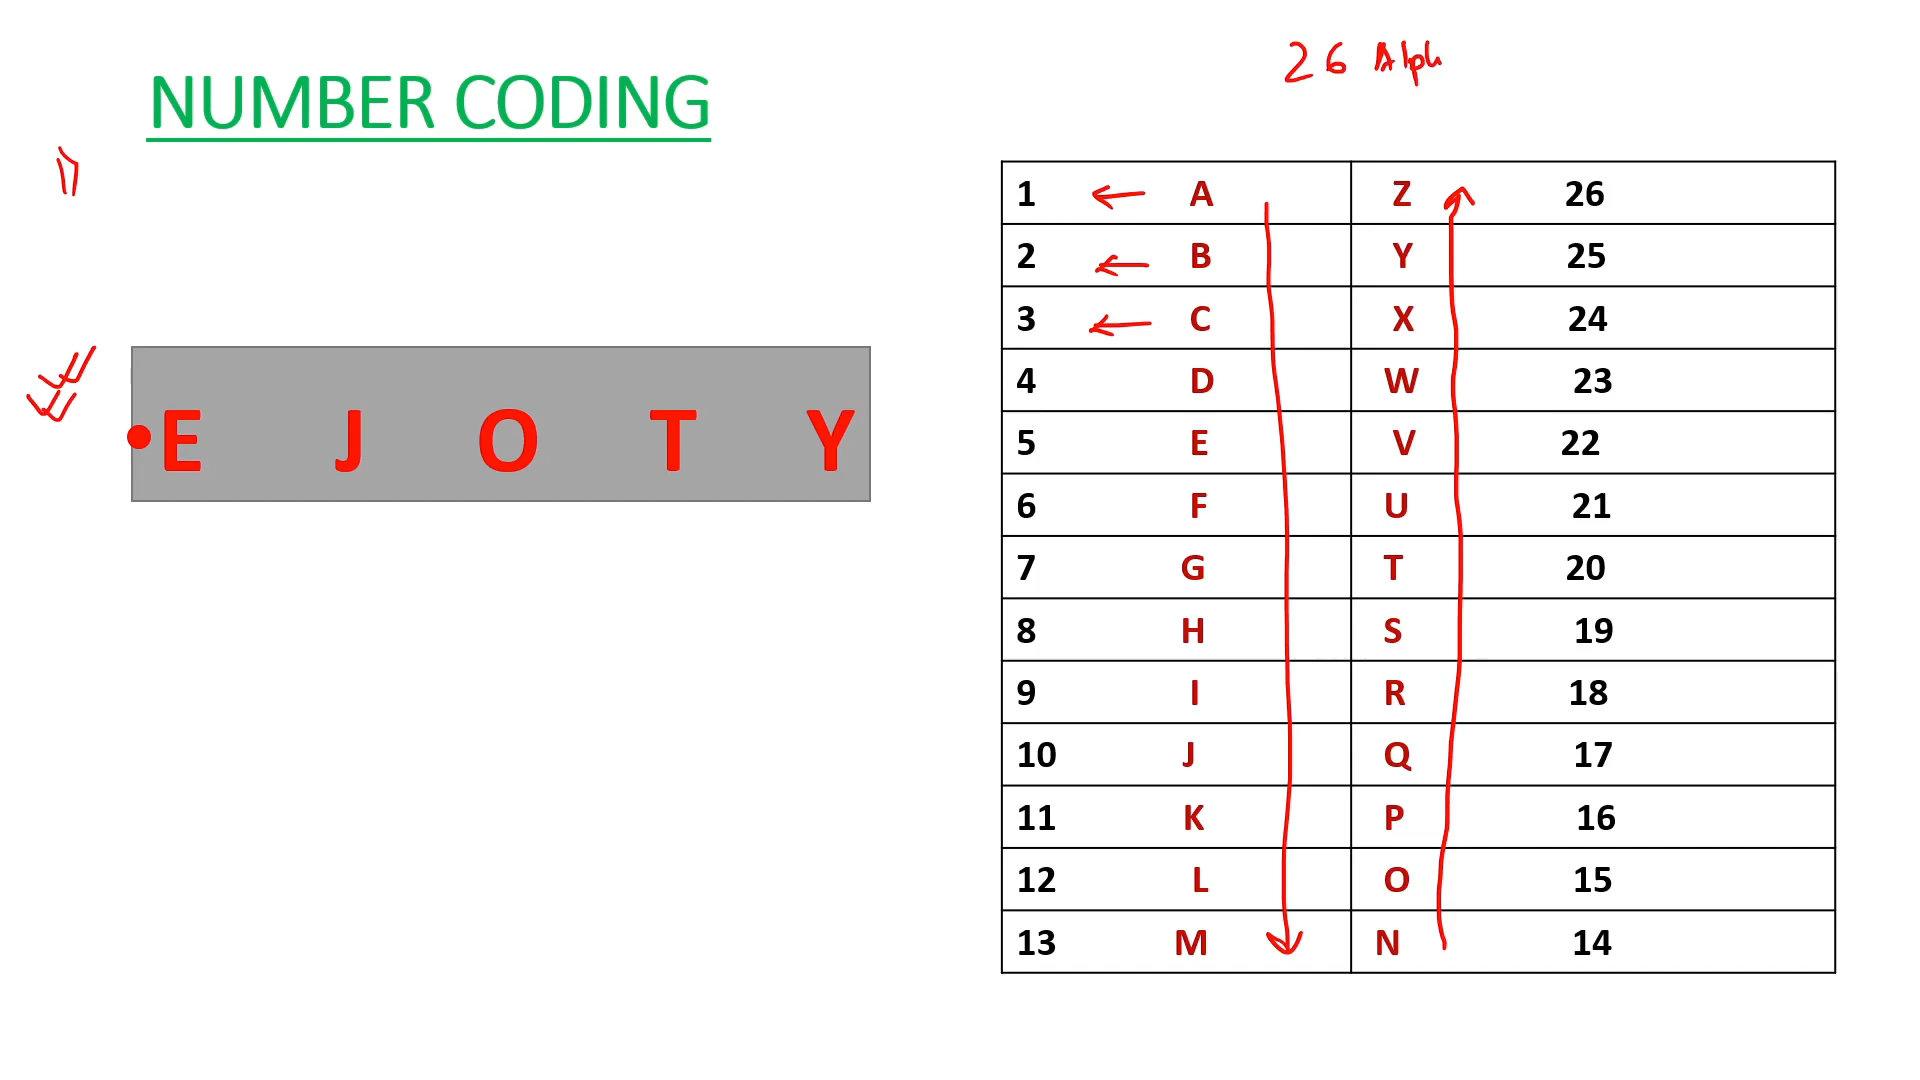 26 Alph
NUMBER CODING
E J O T Y
1 A Z 26
2 B Y 25
3 C X 24
4 D W 23
5 E V 22
6 F U 21
7 G T 20
8 H S 19
9 I R 18
10 J Q 17
11 K P 16
12 L O 15
13 M N 14